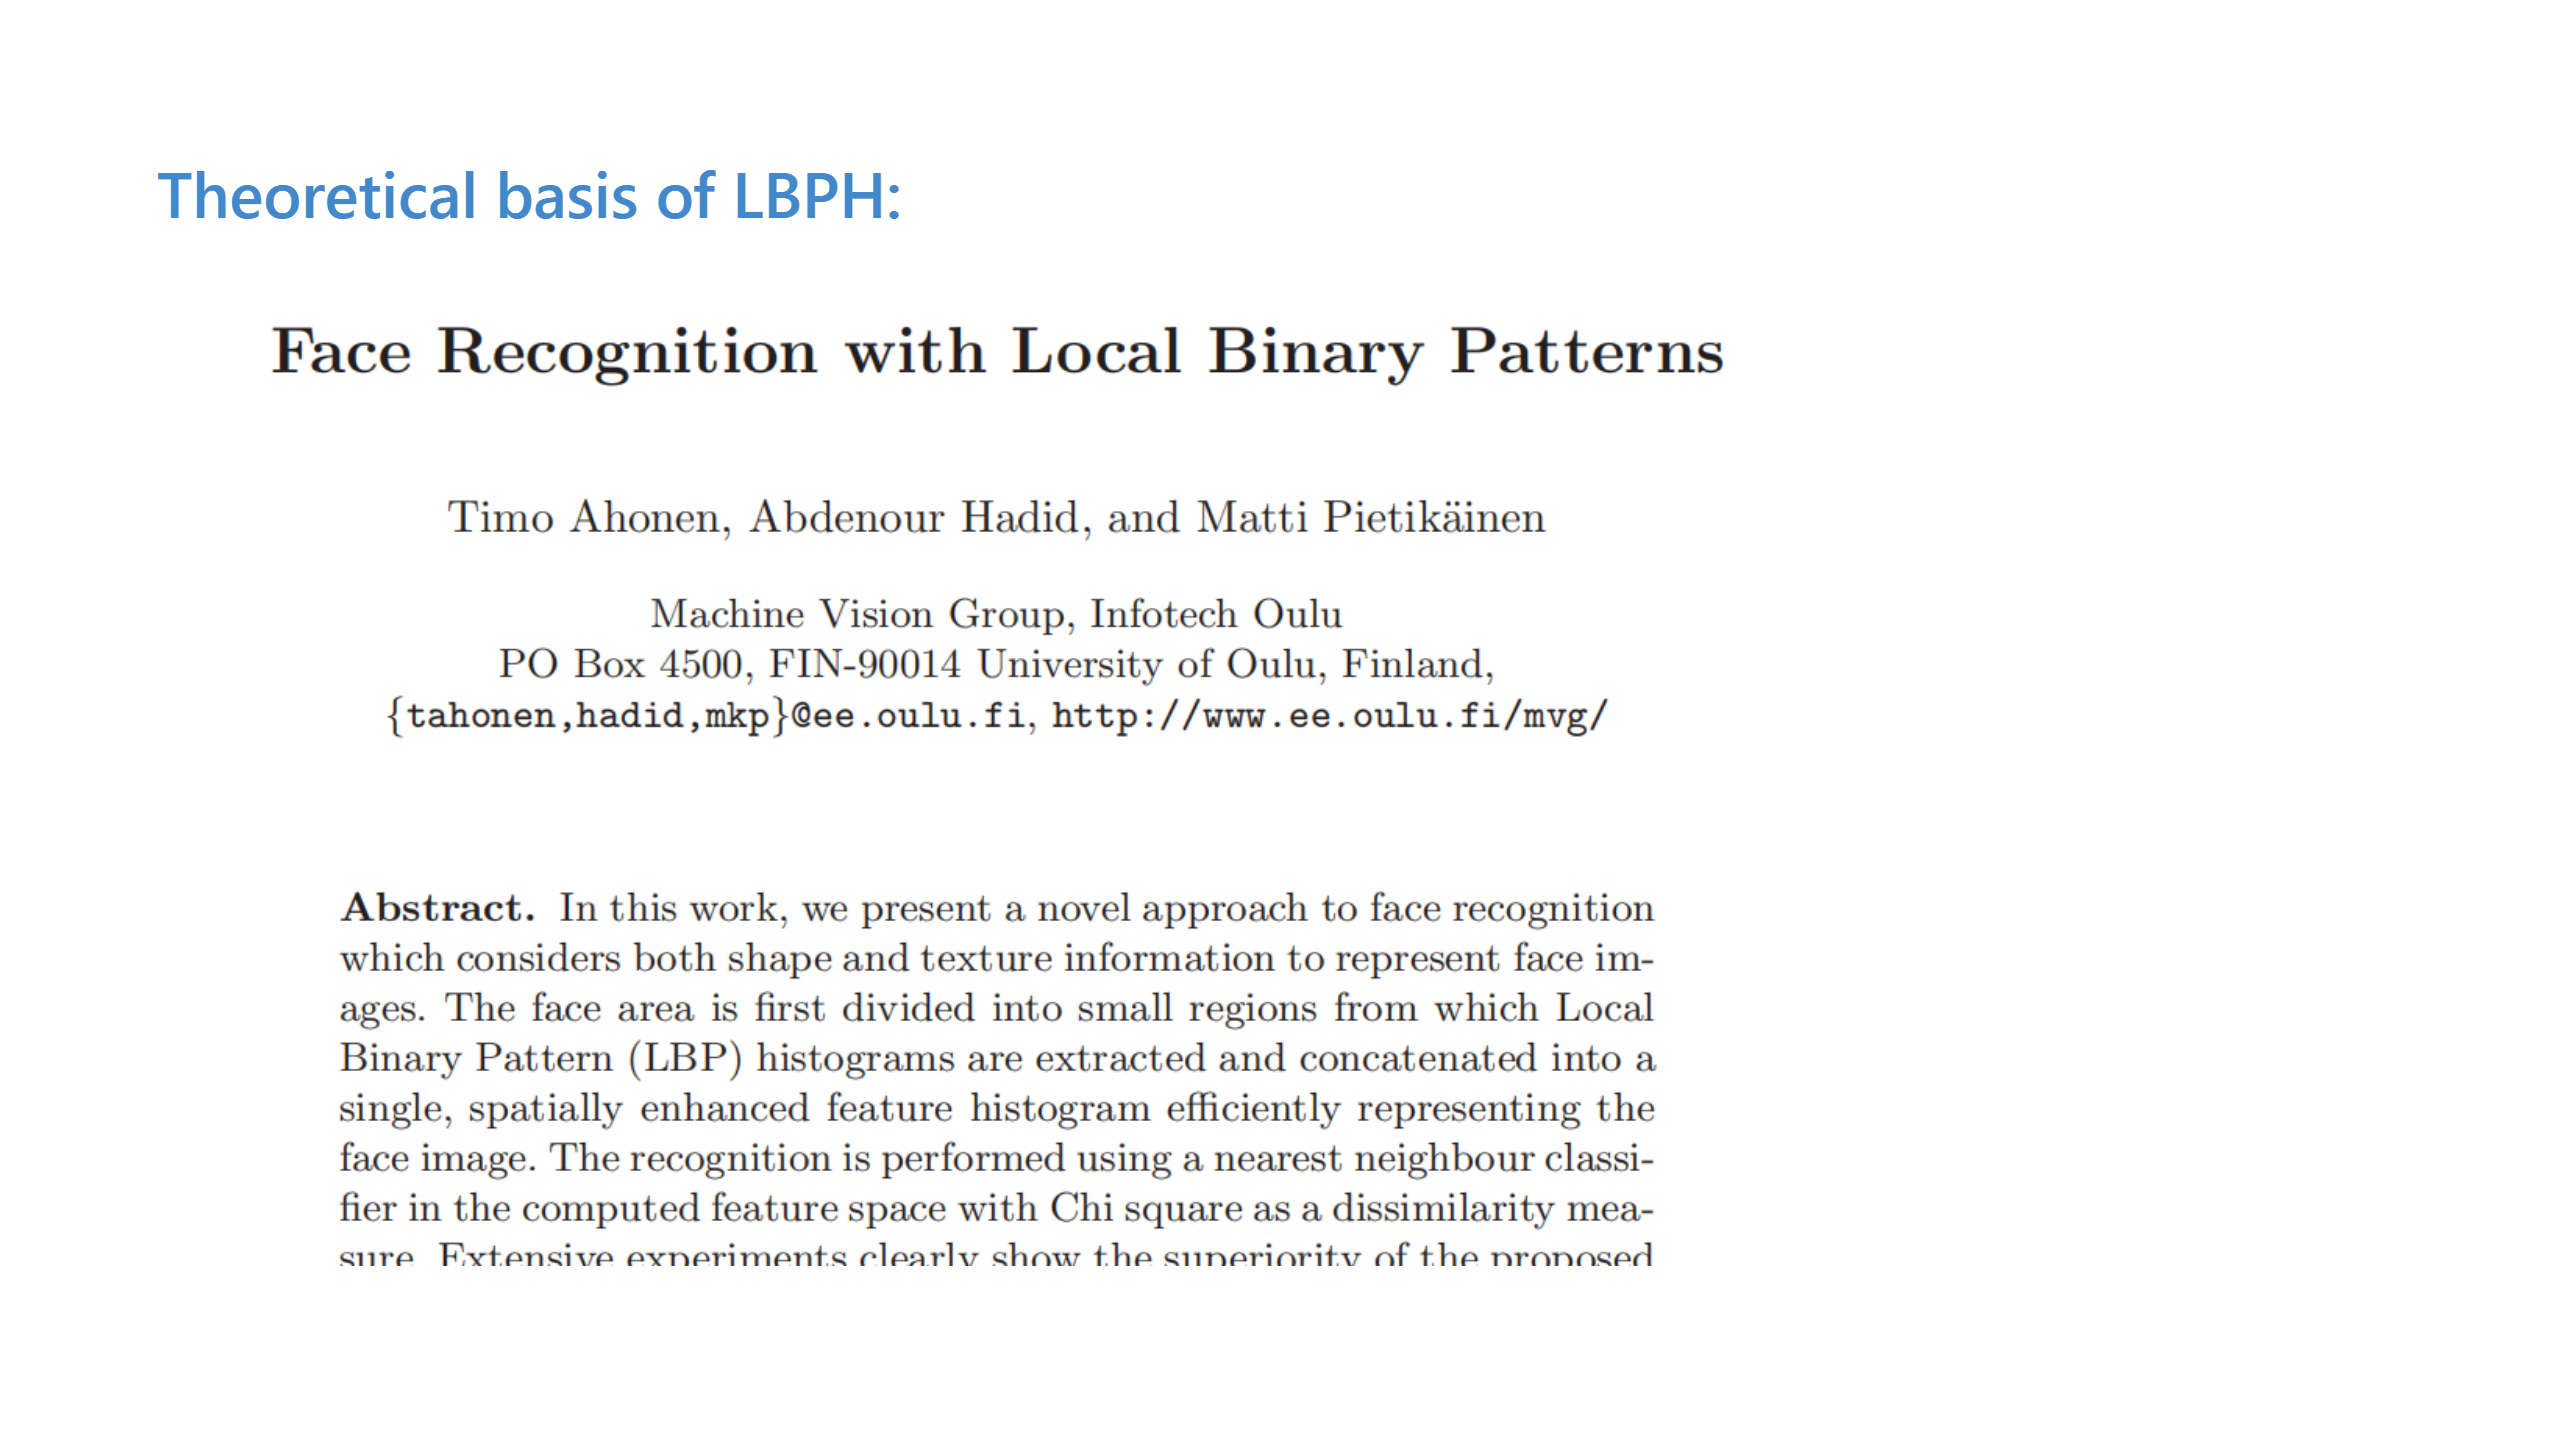 Theoretical basis of LBPH:
Face Recognition with Local Binary Patterns
Timo Ahonen, Abdenour Hadid, and Matti Pietikäinen
Machine Vision Group, Infotech Oulu
PO Box 4500, FIN-90014 University of Oulu, Finland,
{tahonen,hadid,mkp}@ee.oulu.fi, http://www.ee.oulu.fi/mvg/
Abstract. In this work, we present a novel approach to face recognition
which considers both shape and texture information to represent face im-
ages. The face area is first divided into small regions from which Local
Binary Pattern (LBP) histograms are extracted and concatenated into a
single, spatially enhanced feature histogram efficiently representing the
face image. The recognition is performed using a nearest neighbour classi-
fier in the computed feature space with Chi square as a dissimilarity mea-
sure. Extensive experiments clearly show the superiority of the proposed